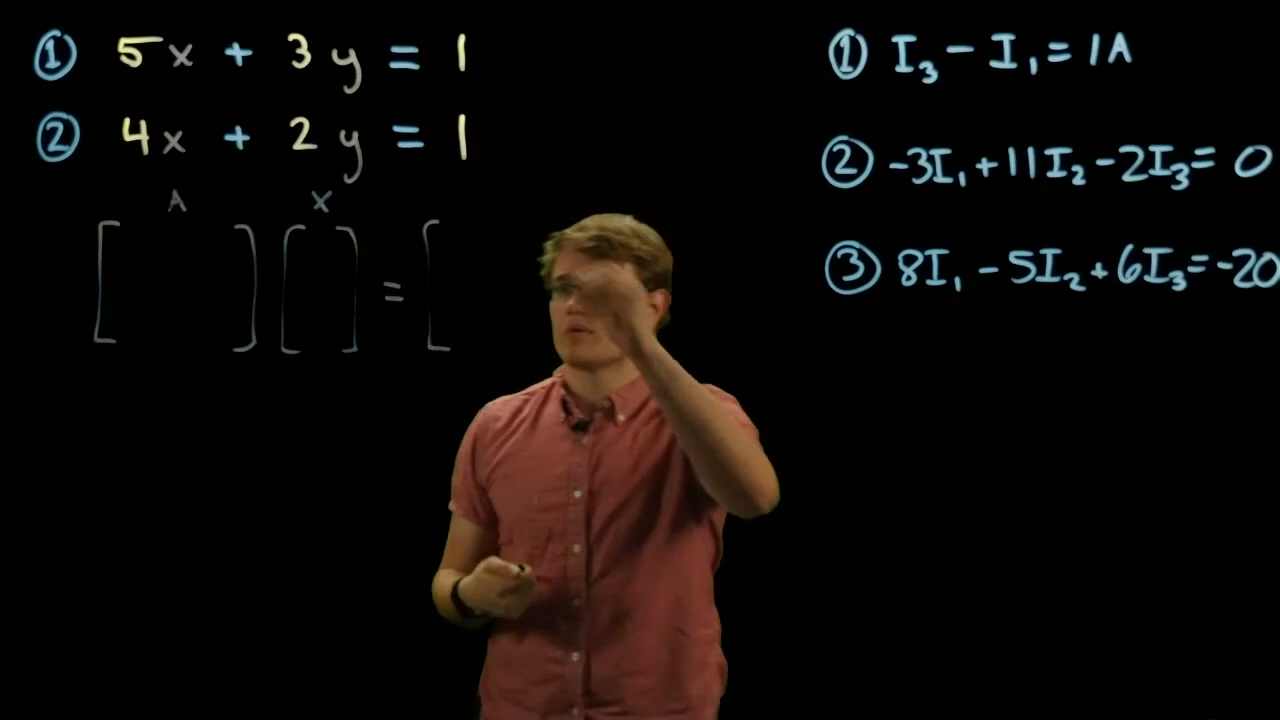 ① 5x + 3y = 1
② 4x + 2y = 1
A x
[ ] [ ] = [
① I₃ - I₁ = 1A
② -3I₁ + 11I₂ - 2I₃ = 0
③ 8I₁ - 5I₂ + 6I₃ = -20